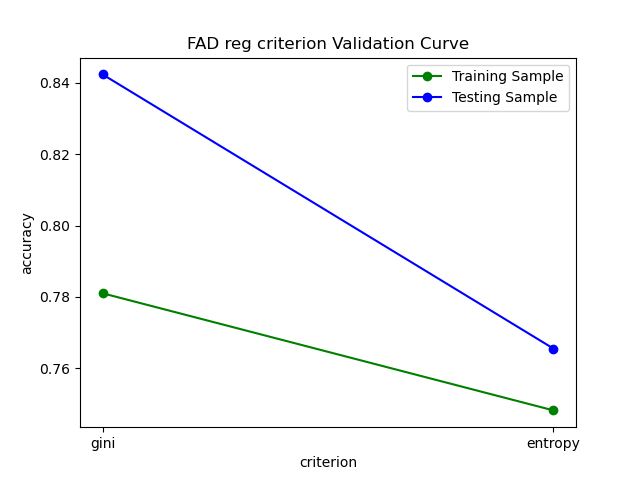 FAD reg criterion Validation Curve
Training Sample
Testing Sample
0.84
0.82
0.80
0.78
0.76
accuracy
gini
entropy
criterion